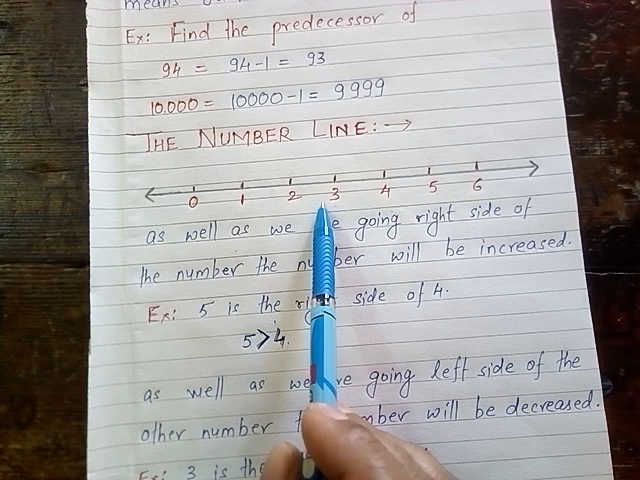 means
Ex: Find the predecessor of
94 = 94-1 = 93
10,000 = 10000-1 = 9999
THE NUMBER LINE:→
0 1 2 3 4 5 6
as well as we going right side of
the number the will be increased.
Ex: 5 is the side of 4.
5>4.
as well as going left side of the
other number will be decreased.
Ex: 3 is the